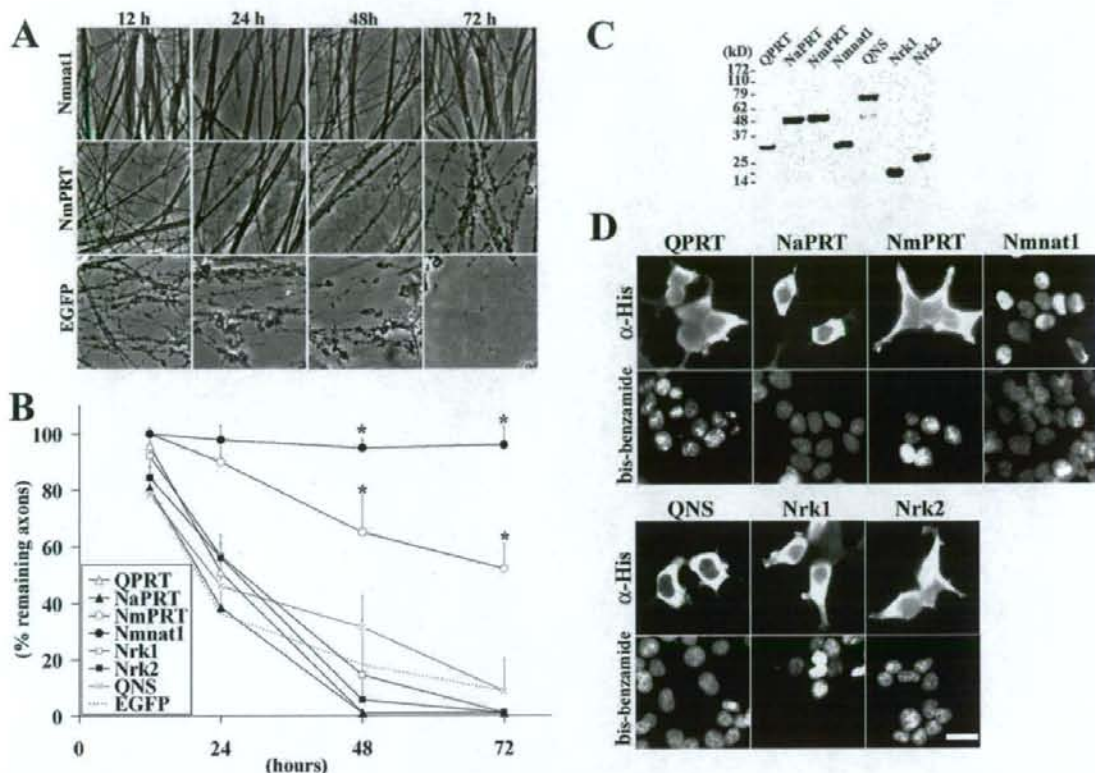 A
12 h 24 h 48h 72 h
Nmnat1
NmPRT
EGFP
B
(% remaining axons)
100
80
60
40
20
0
* *
* *
QPRT
NaPRT
NmPRT
Nmnat1
Nrk1
Nrk2
QNS
EGFP
0 24 48 72
(hours)
C
(kD) QPRT NaPRT NmPRT Nmnat1 QNS Nrk1 Nrk2
172-
110-
79-
62-
48-
37-
25-
14-
D
QPRT NaPRT NmPRT Nmnat1
α-His
bis-benzamide
QNS Nrk1 Nrk2
α-His
bis-benzamide